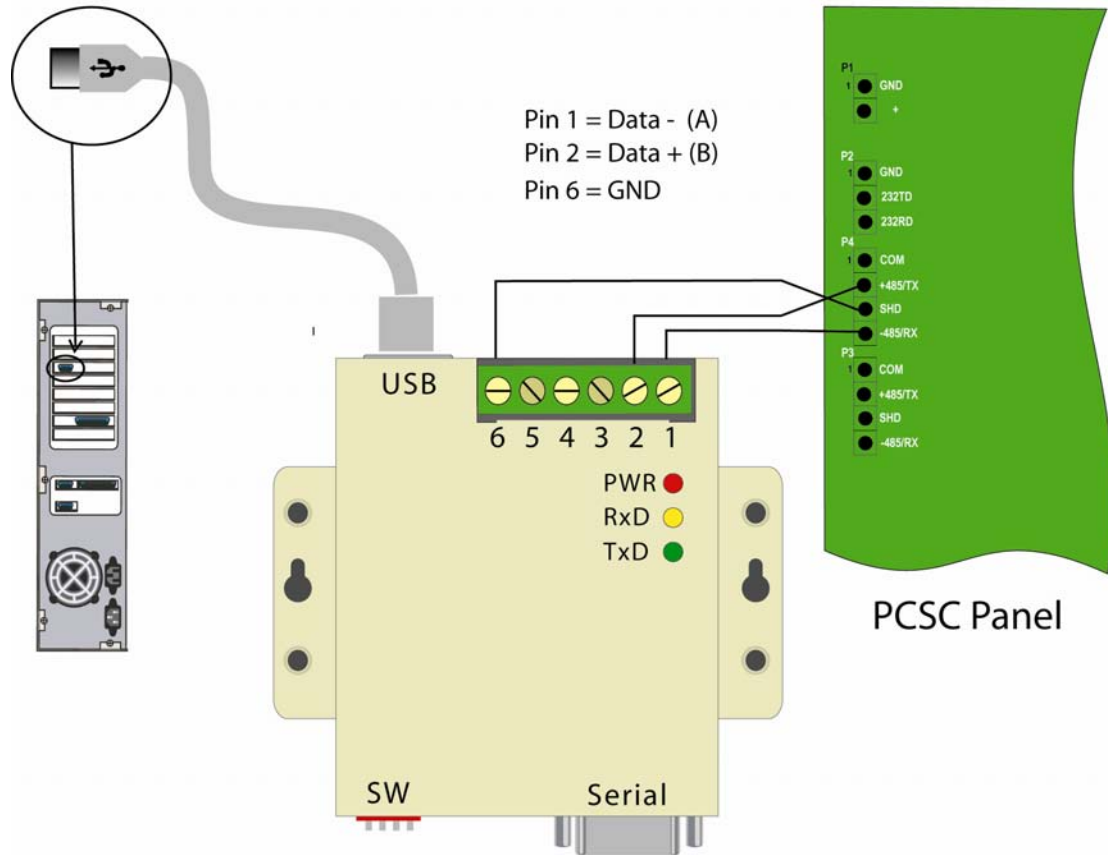 Pin 1 = Data - (A)
Pin 2 = Data + (B)
Pin 6 = GND
P1
1 GND
+
P2
1 GND
232TD
232RD
P4
1 COM
+485/TX
SHD
-485/RX
P3
1 COM
+485/TX
SHD
-485/RX
PCSC Panel
USB
6 5 4 3 2 1
PWR
RxD
TxD
SW
Serial